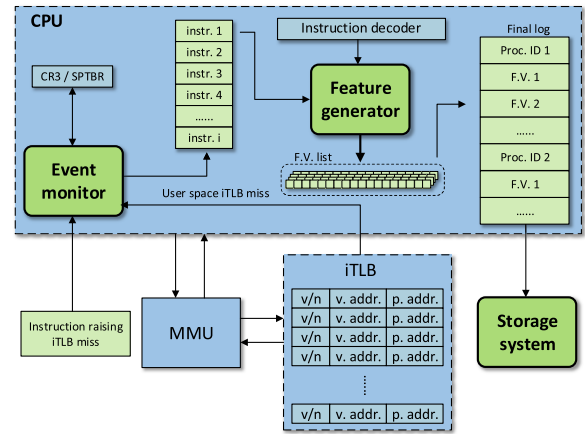 CPU
Final log
Instruction decoder
instr. 1
instr. 2
instr. 3
instr. 4
......
instr. i
CR3 / SPTBR
Feature
generator
Proc. ID 1
F.V. 1
F.V. 2
......
Proc. ID 2
F.V. 1
......
Event
monitor
F.V. list
User space iTLB miss
iTLB
v/n v. addr. p. addr.
v/n v. addr. p. addr.
v/n v. addr. p. addr.
v/n v. addr. p. addr.
v/n v. addr. p. addr.
Instruction raising
iTLB miss
MMU
Storage
system